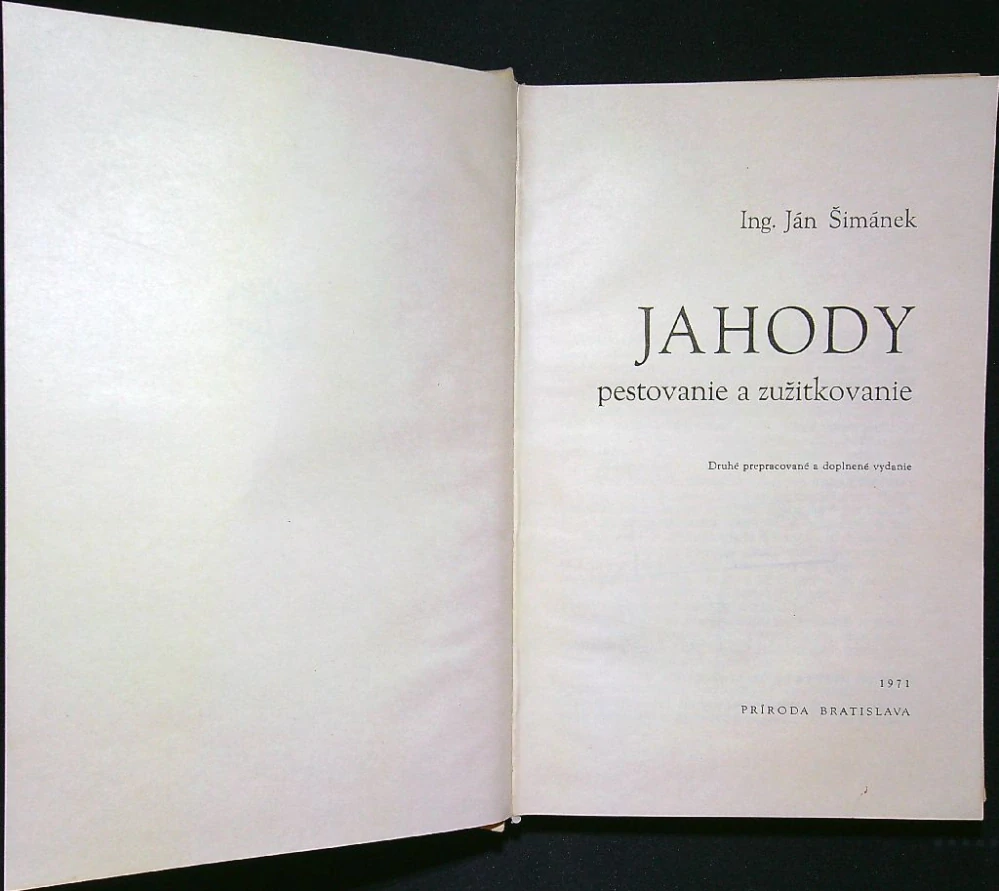 Ing. Ján Šimánek
JAHODY
pestovanie a zužitkovanie
Druhé prepracované a doplnené vydanie
1971
PRÍRODA BRATISLAVA